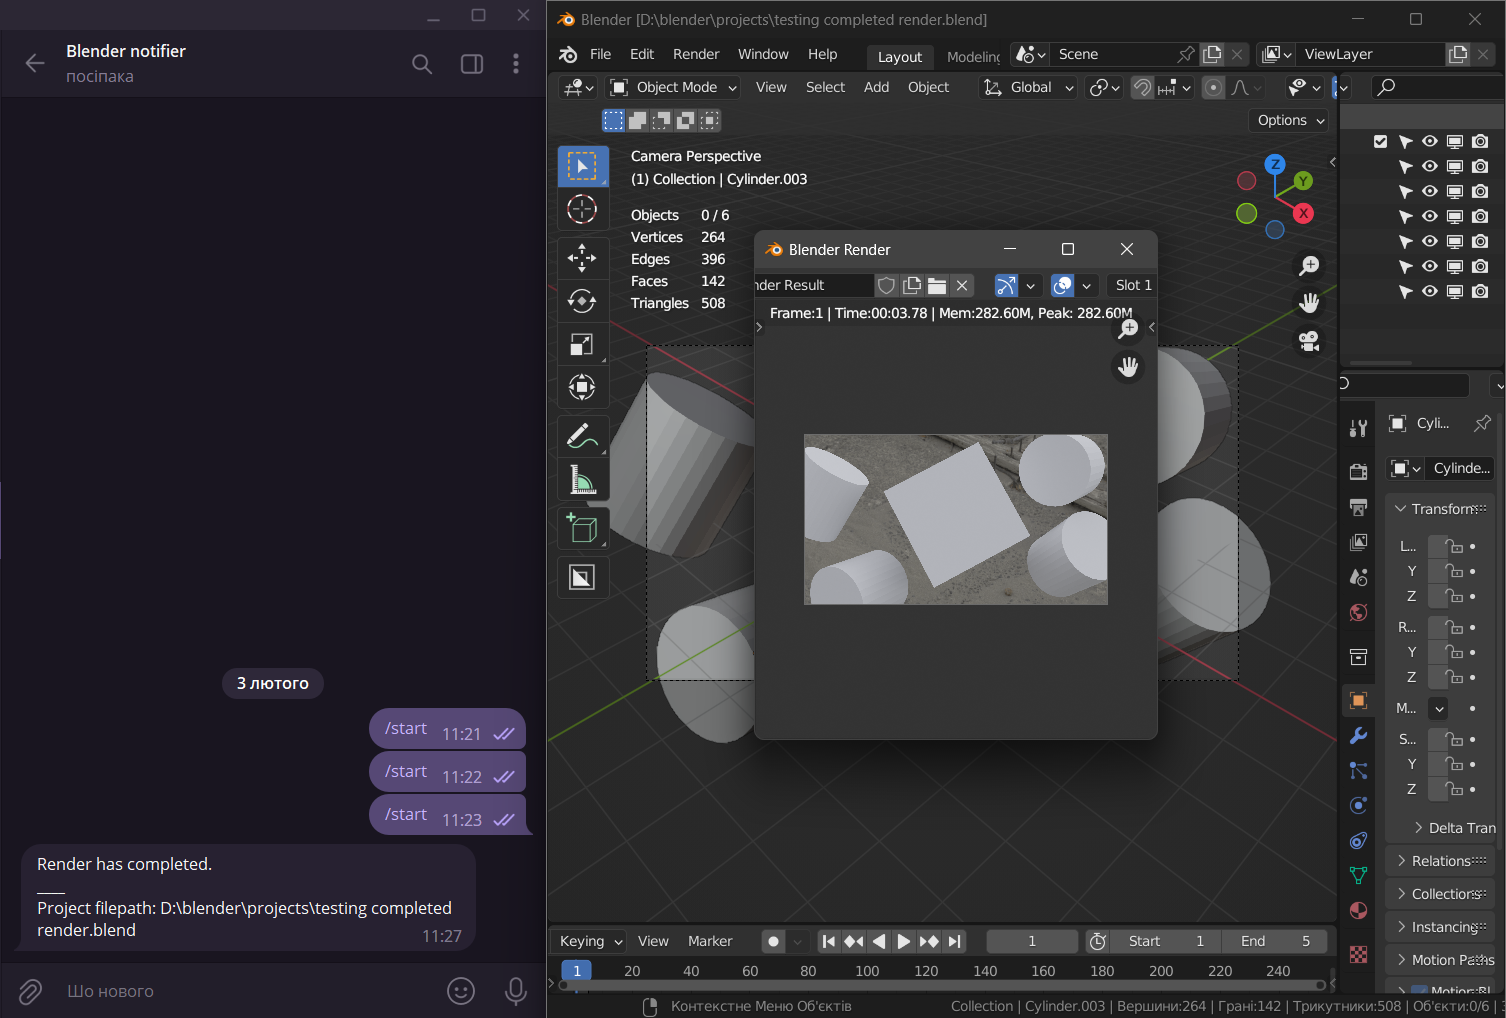 Blender notifier
посіпака
3 лютого
/start 11:21
/start 11:22
/start 11:23
Render has completed.
___
Project filepath: D:\blender\projects\testing completed
render.blend
11:27
Шо нового
Blender [D:\blender\projects\testing completed render.blend]
File Edit Render Window Help Layout Modeling Scene ViewLayer
Object Mode View Select Add Object Global
Options
Camera Perspective
(1) Collection | Cylinder.003
Objects 0 / 6
Vertices 264
Edges 396
Faces 142
Triangles 508
Z
Y
X
Blender Render
nder Result Slot 1
Frame:1 | Time:00:03.78 | Mem:282.60M, Peak: 282.60M
Cyli...
Cylinde...
Transform
L...
Y
Z
R...
Y
Z
M...
S...
Y
Z
Delta Tran
Relations
Collections
Instancing
Motion Paths
Keying View Marker 1 Start 1 End 5
1 20 40 60 80 100 120 140 160 180 200 220 240
Контекстне Меню Об'єктів
Collection | Cylinder.003 | Вершини:264 | Грані:142 | Трикутники:508 | Об'єкти:0/6 |